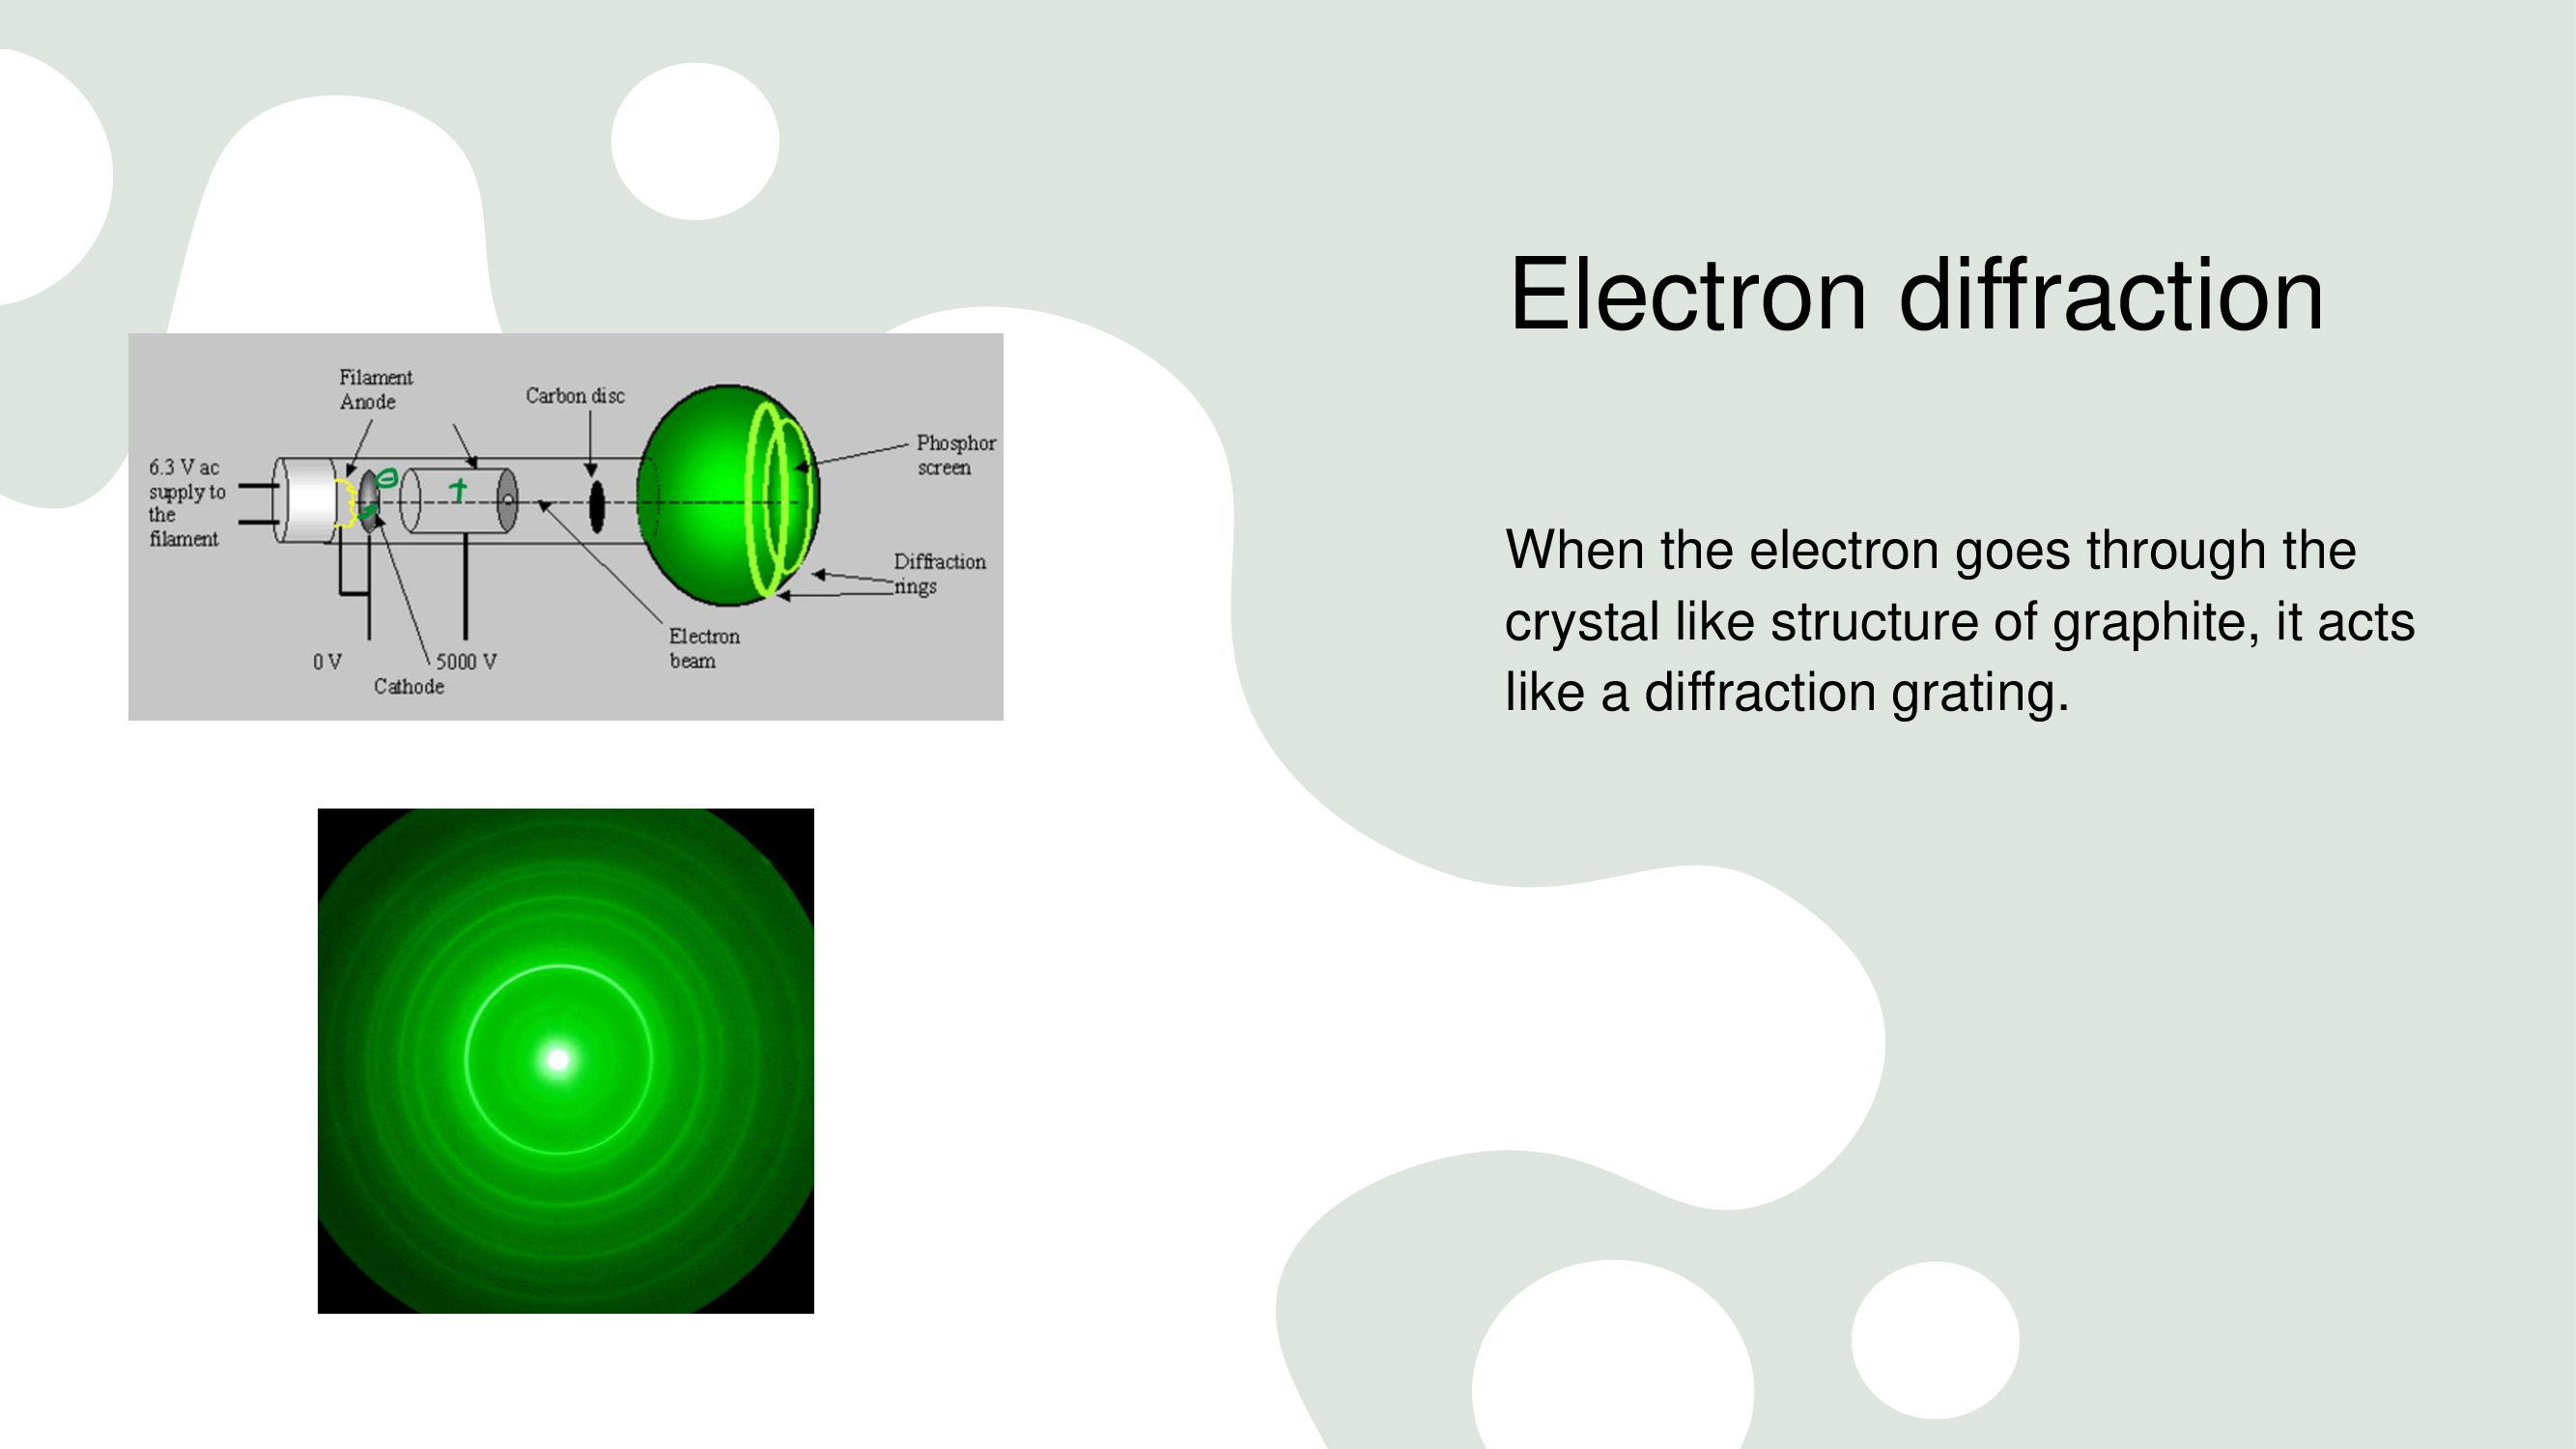 Electron diffraction
Filament
Anode
Carbon disc
Phosphor
screen
6.3 V ac
supply to
the
filament
⊖
+
Diffraction
rings
Electron
beam
0 V
5000 V
Cathode
When the electron goes through the
crystal like structure of graphite, it acts
like a diffraction grating.